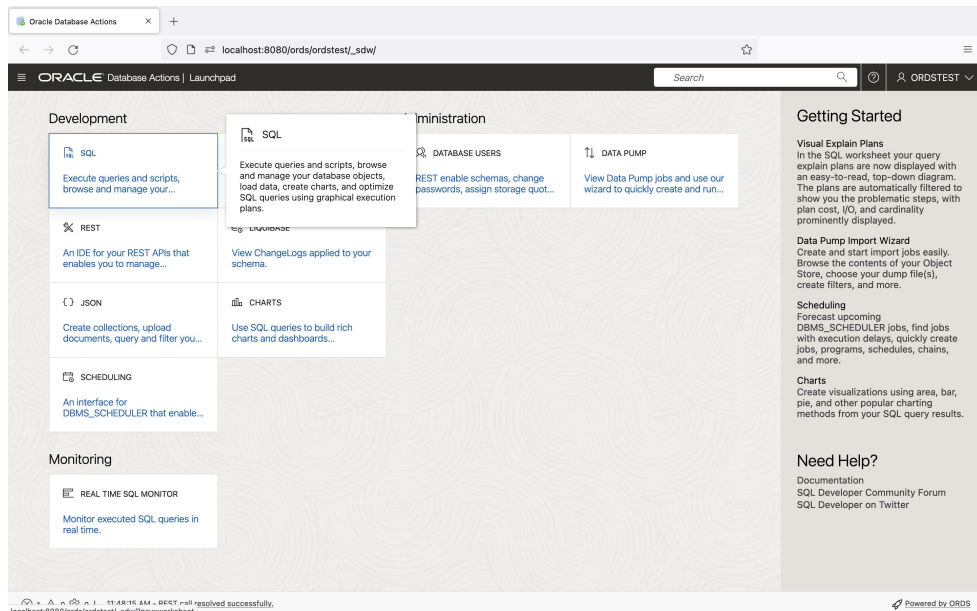 Oracle Database Actions
localhost:8080/ords/ordstest/_sdw/
ORACLE Database Actions | Launchpad
Search
ORDSTEST
Development
SQL
Execute queries and scripts,
browse and manage your...
SQL
Execute queries and scripts, browse
and manage your database objects,
load data, create charts, and optimize
SQL queries using graphical execution
plans.
REST
An IDE for your REST APIs that
enables you to manage...
LIQUIBASE
View ChangeLogs applied to your
schema.
{} JSON
Create collections, upload
documents, query and filter you...
CHARTS
Use SQL queries to build rich
charts and dashboards...
SCHEDULING
An interface for
DBMS_SCHEDULER that enable...
Monitoring
REAL TIME SQL MONITOR
Monitor executed SQL queries in
real time.
ministration
DATABASE USERS
REST enable schemas, change
passwords, assign storage quot...
DATA PUMP
View Data Pump jobs and use our
wizard to quickly create and run...
Getting Started
Visual Explain Plans
In the SQL worksheet your query
explain plans are now displayed with
an easy-to-read, top-down diagram.
The plans are automatically filtered to
show you the problematic steps, with
plan cost, I/O, and cardinality
prominently displayed.
Data Pump Import Wizard
Create and start import jobs easily.
Browse the contents of your Object
Store, choose your dump file(s),
create filters, and more.
Scheduling
Forecast upcoming
DBMS_SCHEDULER jobs, find jobs
with execution delays, quickly create
jobs, programs, schedules, chains,
and more.
Charts
Create visualizations using area, bar,
pie, and other popular charting
methods from your SQL query results.
Need Help?
Documentation
SQL Developer Community Forum
SQL Developer on Twitter
11:48:15 AM - REST call resolved successfully.
Powered by ORDS